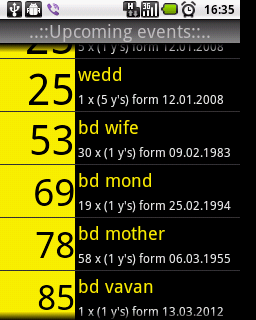 16:35
..::Upcoming events::..
23 5 x (1 y's) form 12.01.2008
25 wedd
1 x (5 y's) form 12.01.2008
53 bd wife
30 x (1 y's) form 09.02.1983
69 bd mond
19 x (1 y's) form 25.02.1994
78 bd mother
58 x (1 y's) form 06.03.1955
85 bd vavan
1 x (1 y's) form 13.03.2012